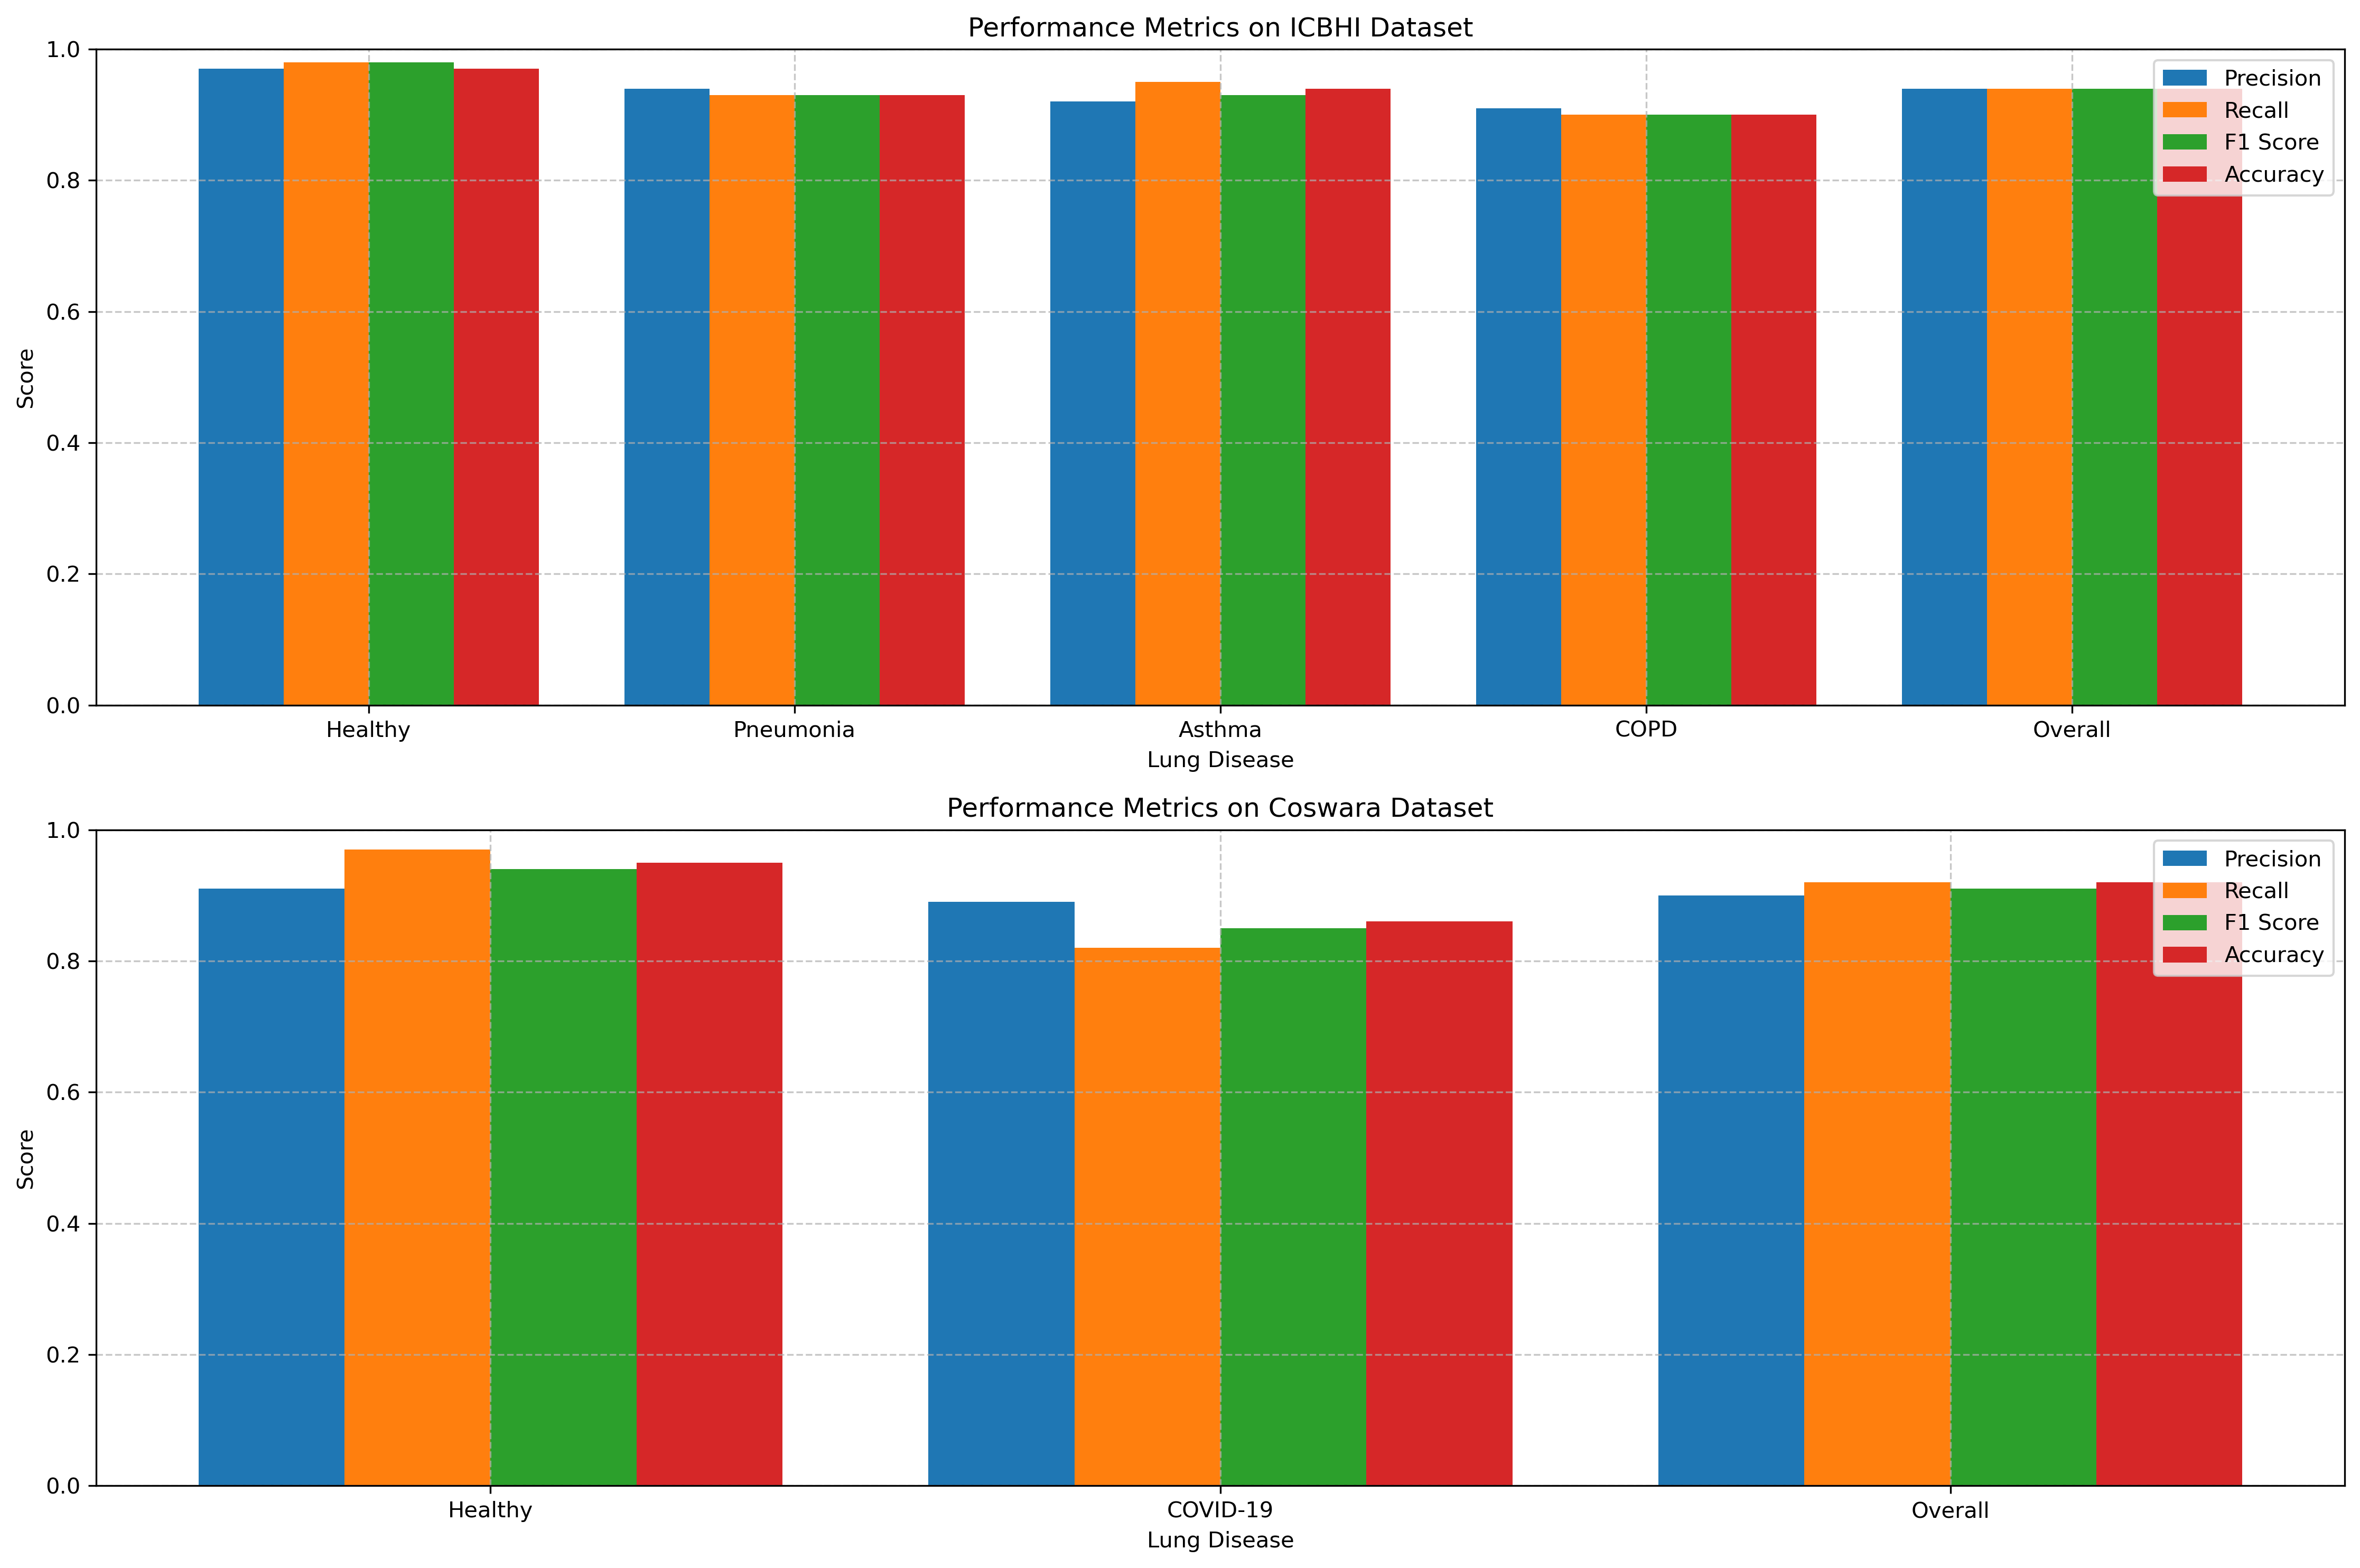 Performance Metrics on ICBHI Dataset
1.0
0.8
0.6
0.4
0.2
0.0
Score
Precision
Recall
F1 Score
Accuracy
Healthy Pneumonia Asthma COPD Overall
Lung Disease
Performance Metrics on Coswara Dataset
1.0
0.8
0.6
0.4
0.2
0.0
Score
Precision
Recall
F1 Score
Accuracy
Healthy COVID-19 Overall
Lung Disease